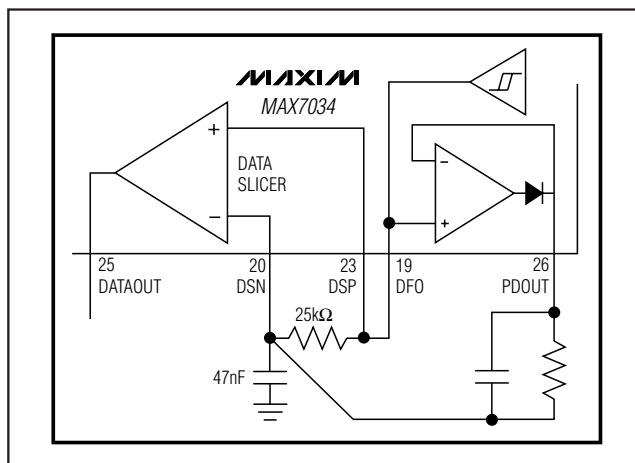 MAXIM
MAX7034
+
DATA
SLICER
−
−
+
25
DATAOUT
20
DSN
23
DSP
19
DFO
26
PDOUT
25kΩ
47nF